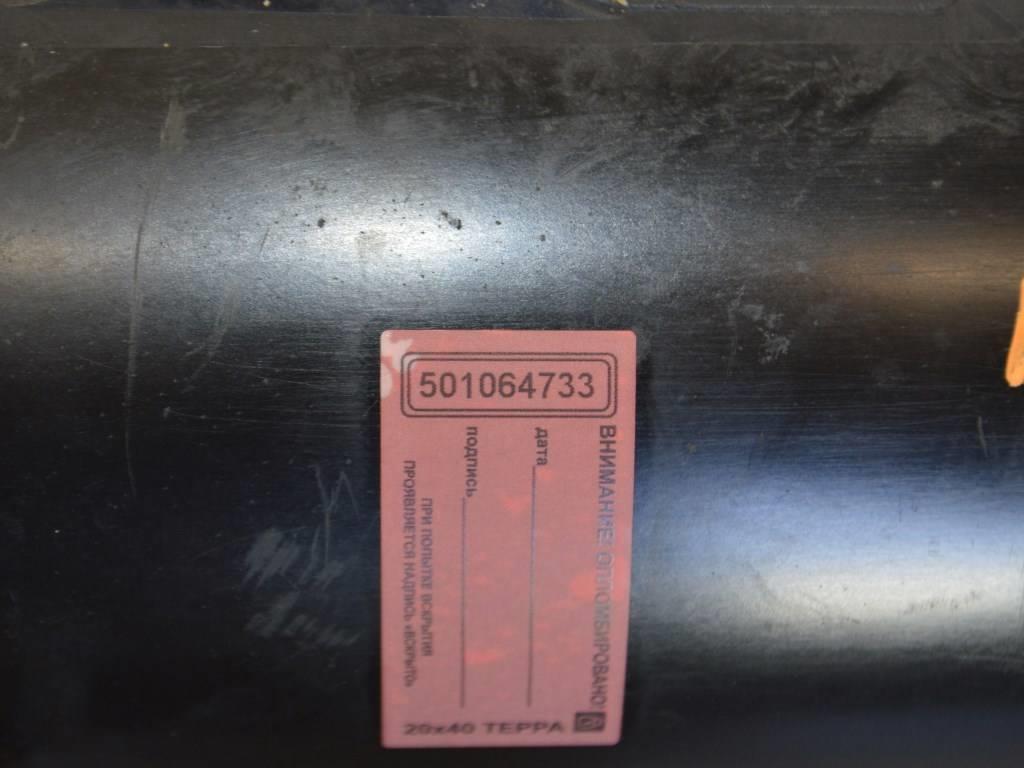 501064733
ВНИМАНИЕ! ОПЛОМБИРОВАНО!
дата
подпись
ПРИ ПОПЫТКЕ ВСКРЫТИЯ
ПРОЯВЛЯЕТСЯ НАДПИСЬ «ВСКРЫТО»
20x40 ТЕРРА